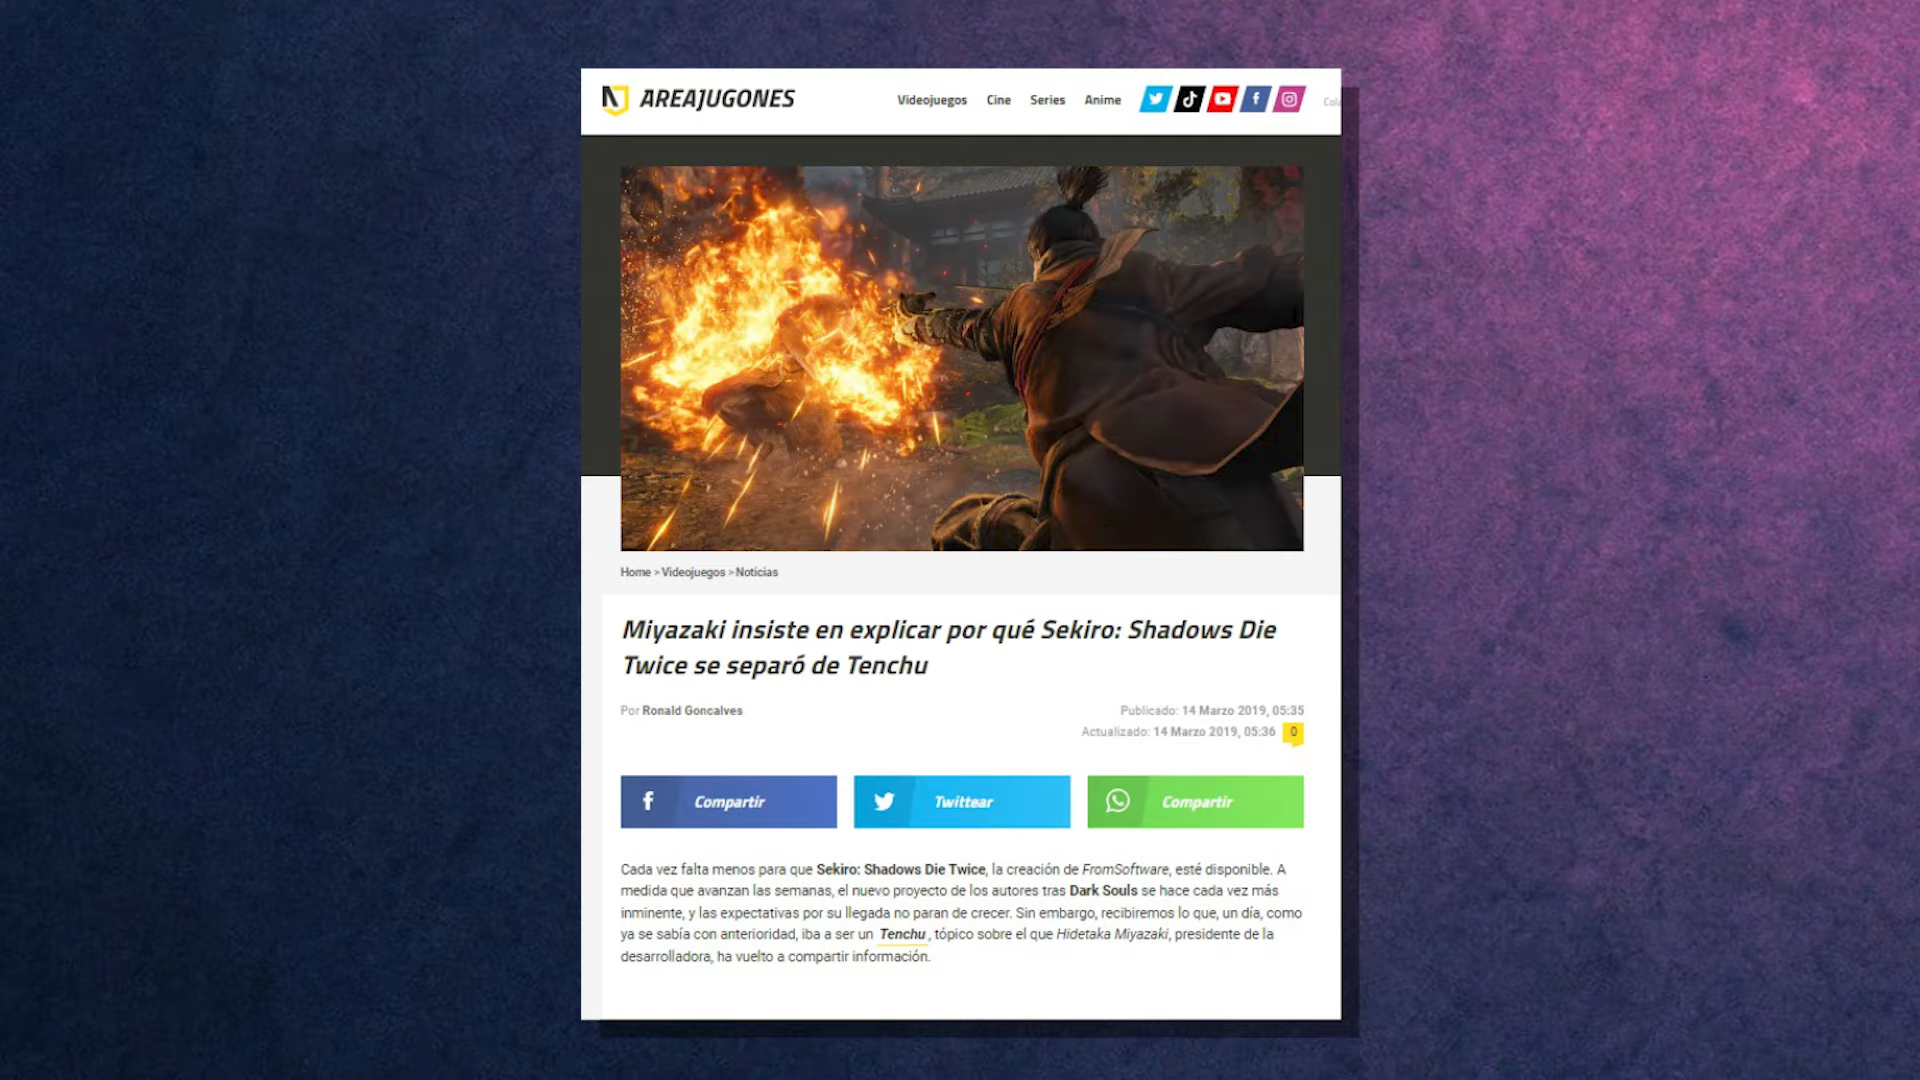 AREAJUGONES
Videojuegos Cine Series Anime
Home > Videojuegos > Noticias
Miyazaki insiste en explicar por qué Sekiro: Shadows Die
Twice se separó de Tenchu
Por Ronald Goncalves
Publicado: 14 Marzo 2019, 05:35
Actualizado: 14 Marzo 2019, 05:36 0
Compartir Twittear Compartir
Cada vez falta menos para que Sekiro: Shadows Die Twice, la creación de FromSoftware, esté disponible. A
medida que avanzan las semanas, el nuevo proyecto de los autores tras Dark Souls se hace cada vez más
inminente, y las expectativas por su llegada no paran de crecer. Sin embargo, recibiremos lo que, un día, como
ya se sabía con anterioridad, iba a ser un Tenchu, tópico sobre el que Hidetaka Miyazaki, presidente de la
desarrolladora, ha vuelto a compartir información.